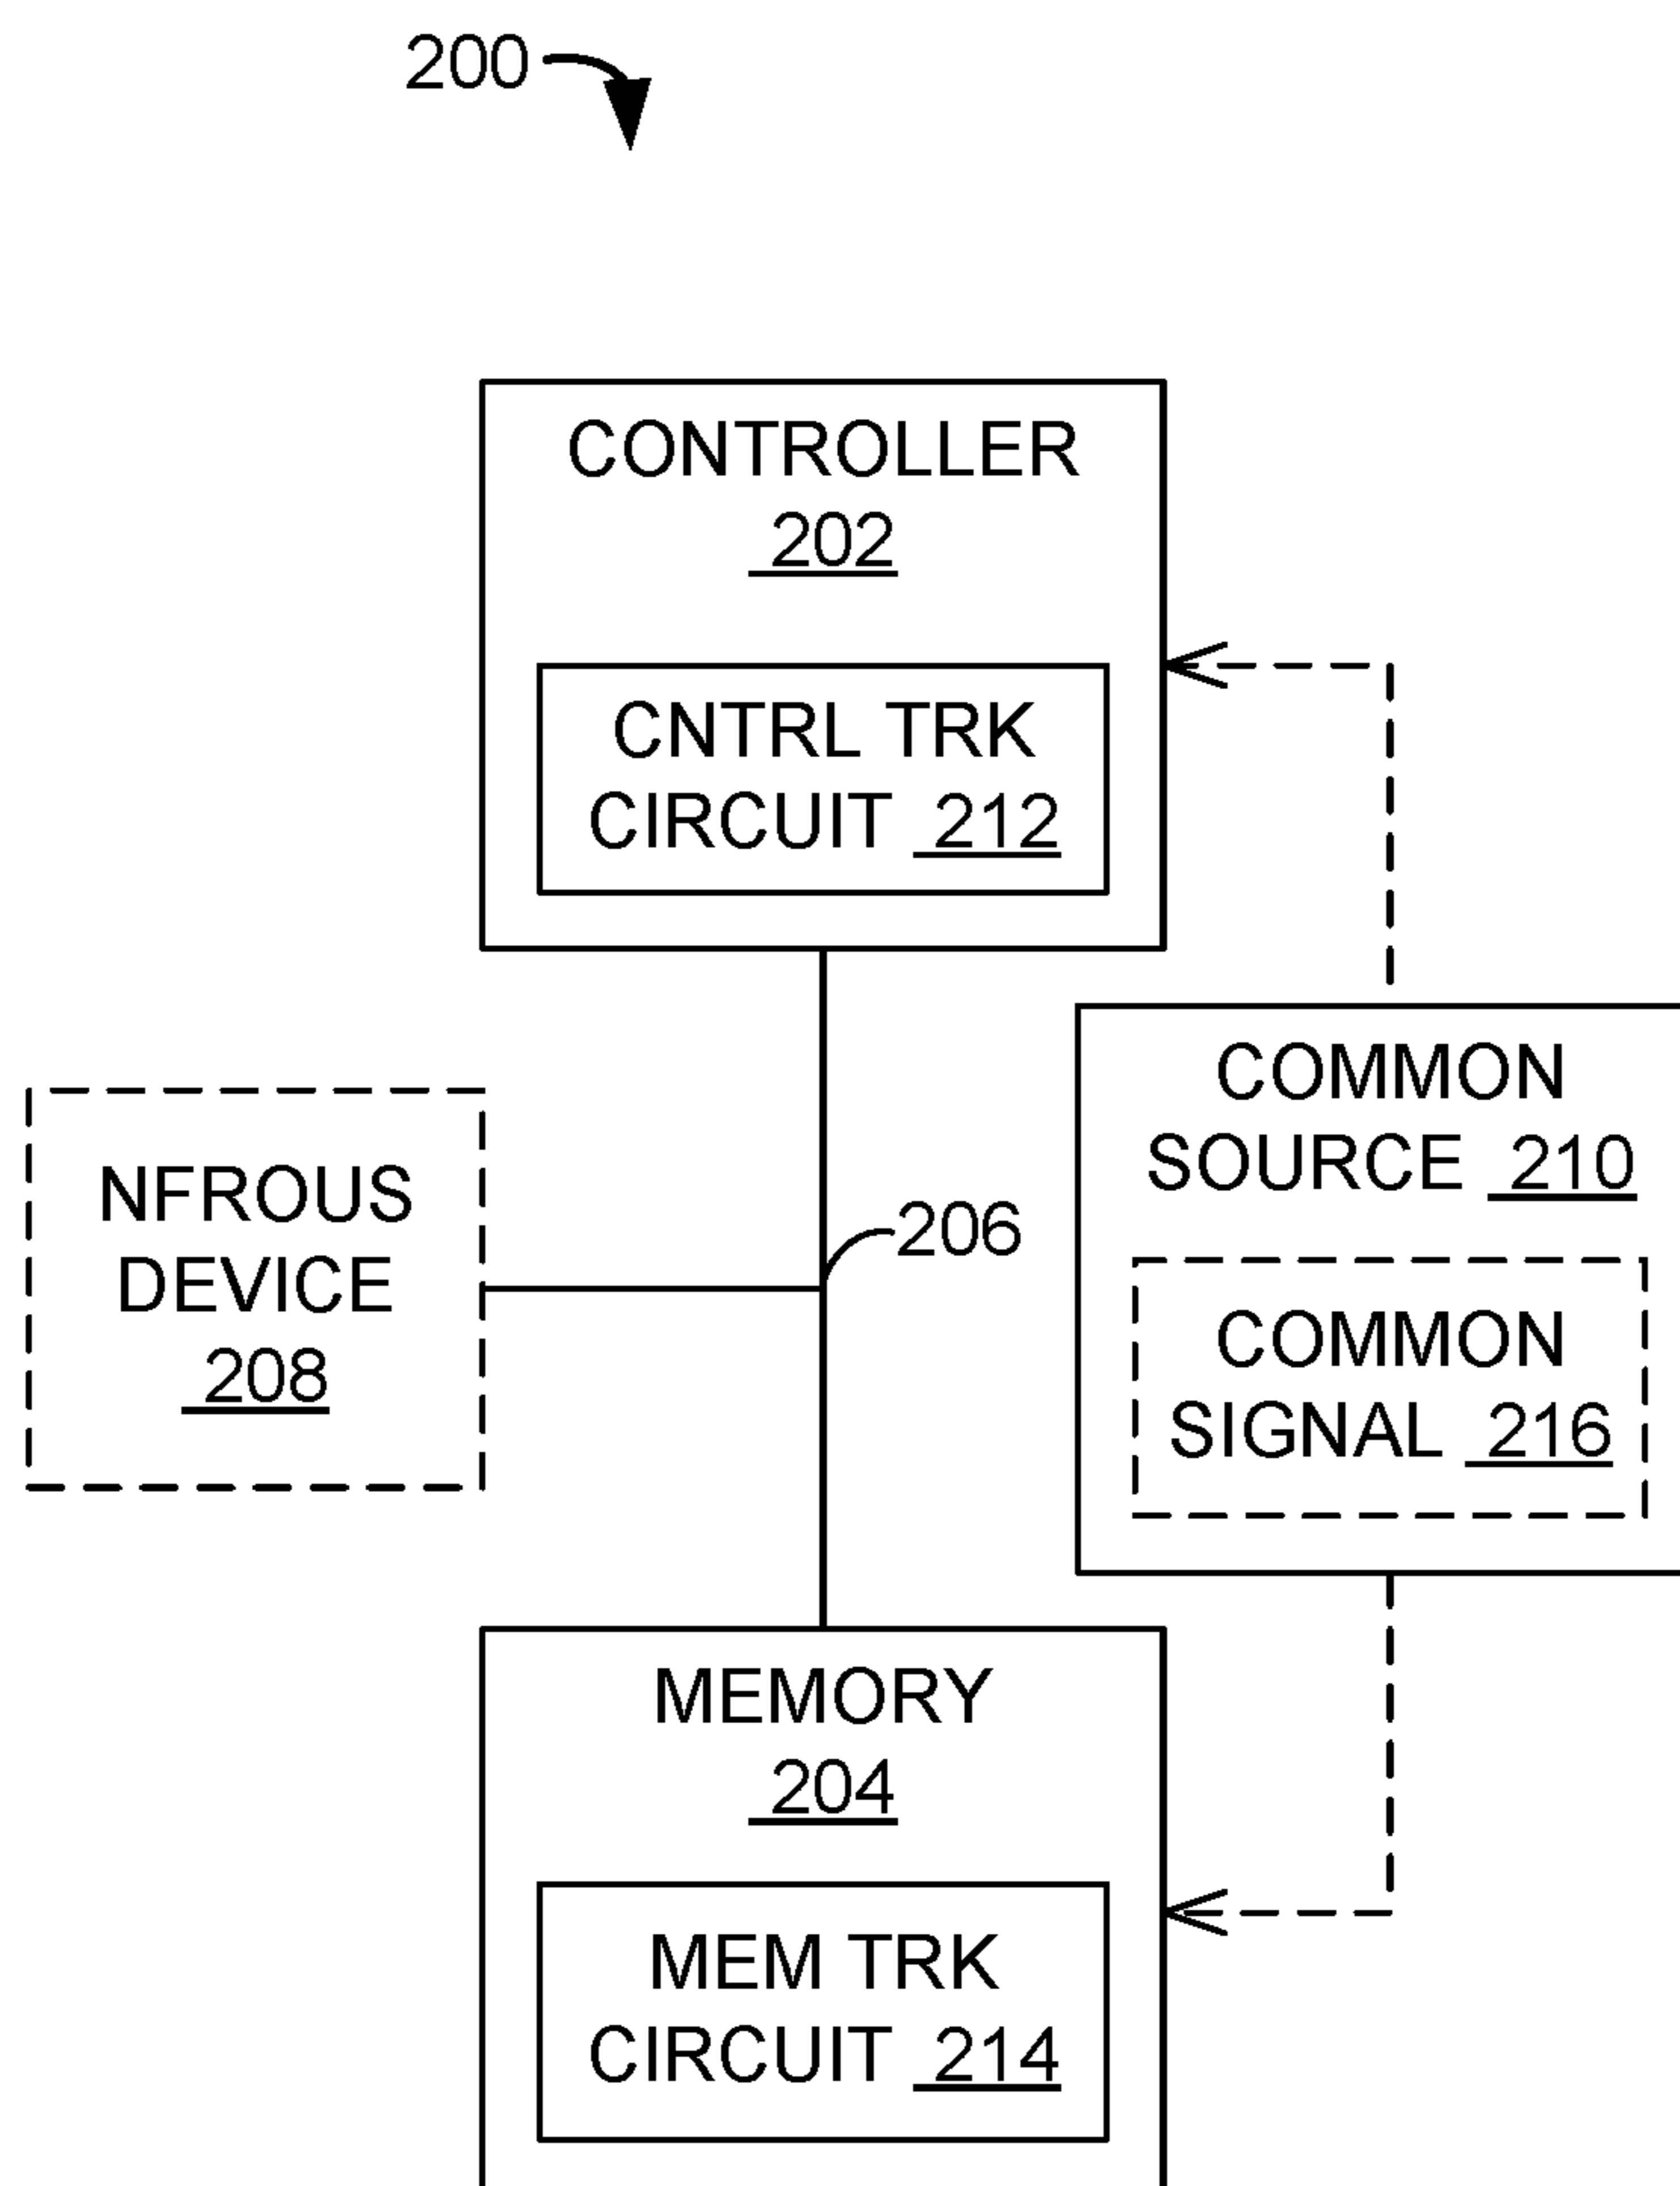 200
CONTROLLER
202
CNTRL TRK
CIRCUIT 212
COMMON
SOURCE 210
NFROUS
DEVICE
208
206
COMMON
SIGNAL 216
MEMORY
204
MEM TRK
CIRCUIT 214